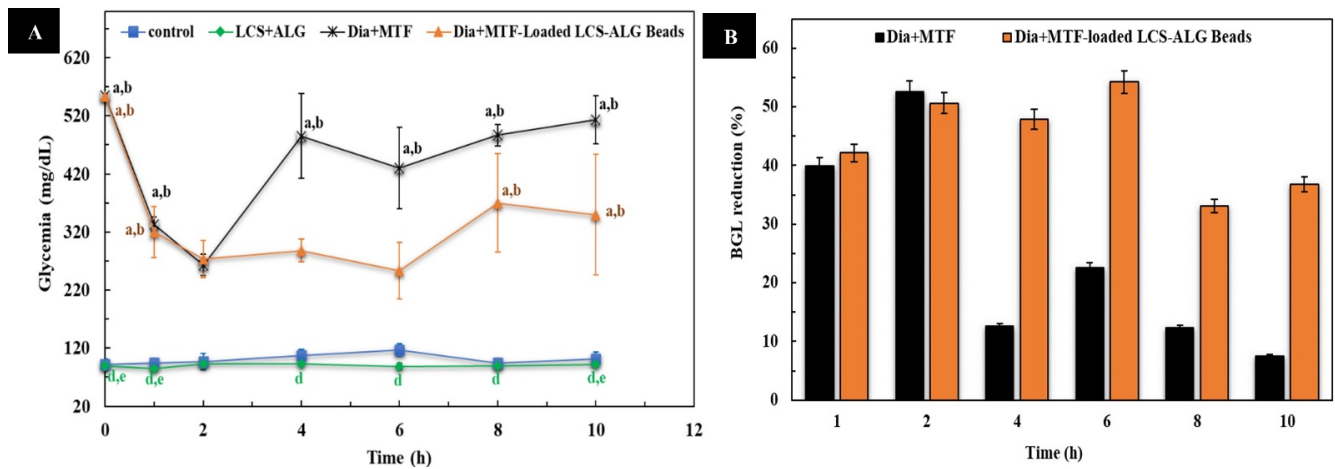 A
control
LCS+ALG
Dia+MTF
Dia+MTF-Loaded LCS-ALG Beads
Glycemia (mg/dL)
620
520
420
320
220
120
20
a,b
a,b
a,b
a,b
a,b
a,b
a,b
a,b
a,b
a,b
d,e
d,e
d
d
d
d,e
0
2
4
6
8
10
12
Time (h)
B
Dia+MTF
Dia+MTF-loaded LCS-ALG Beads
BGL reduction (%)
60
50
40
30
20
10
0
1
2
4
6
8
10
Time (h)